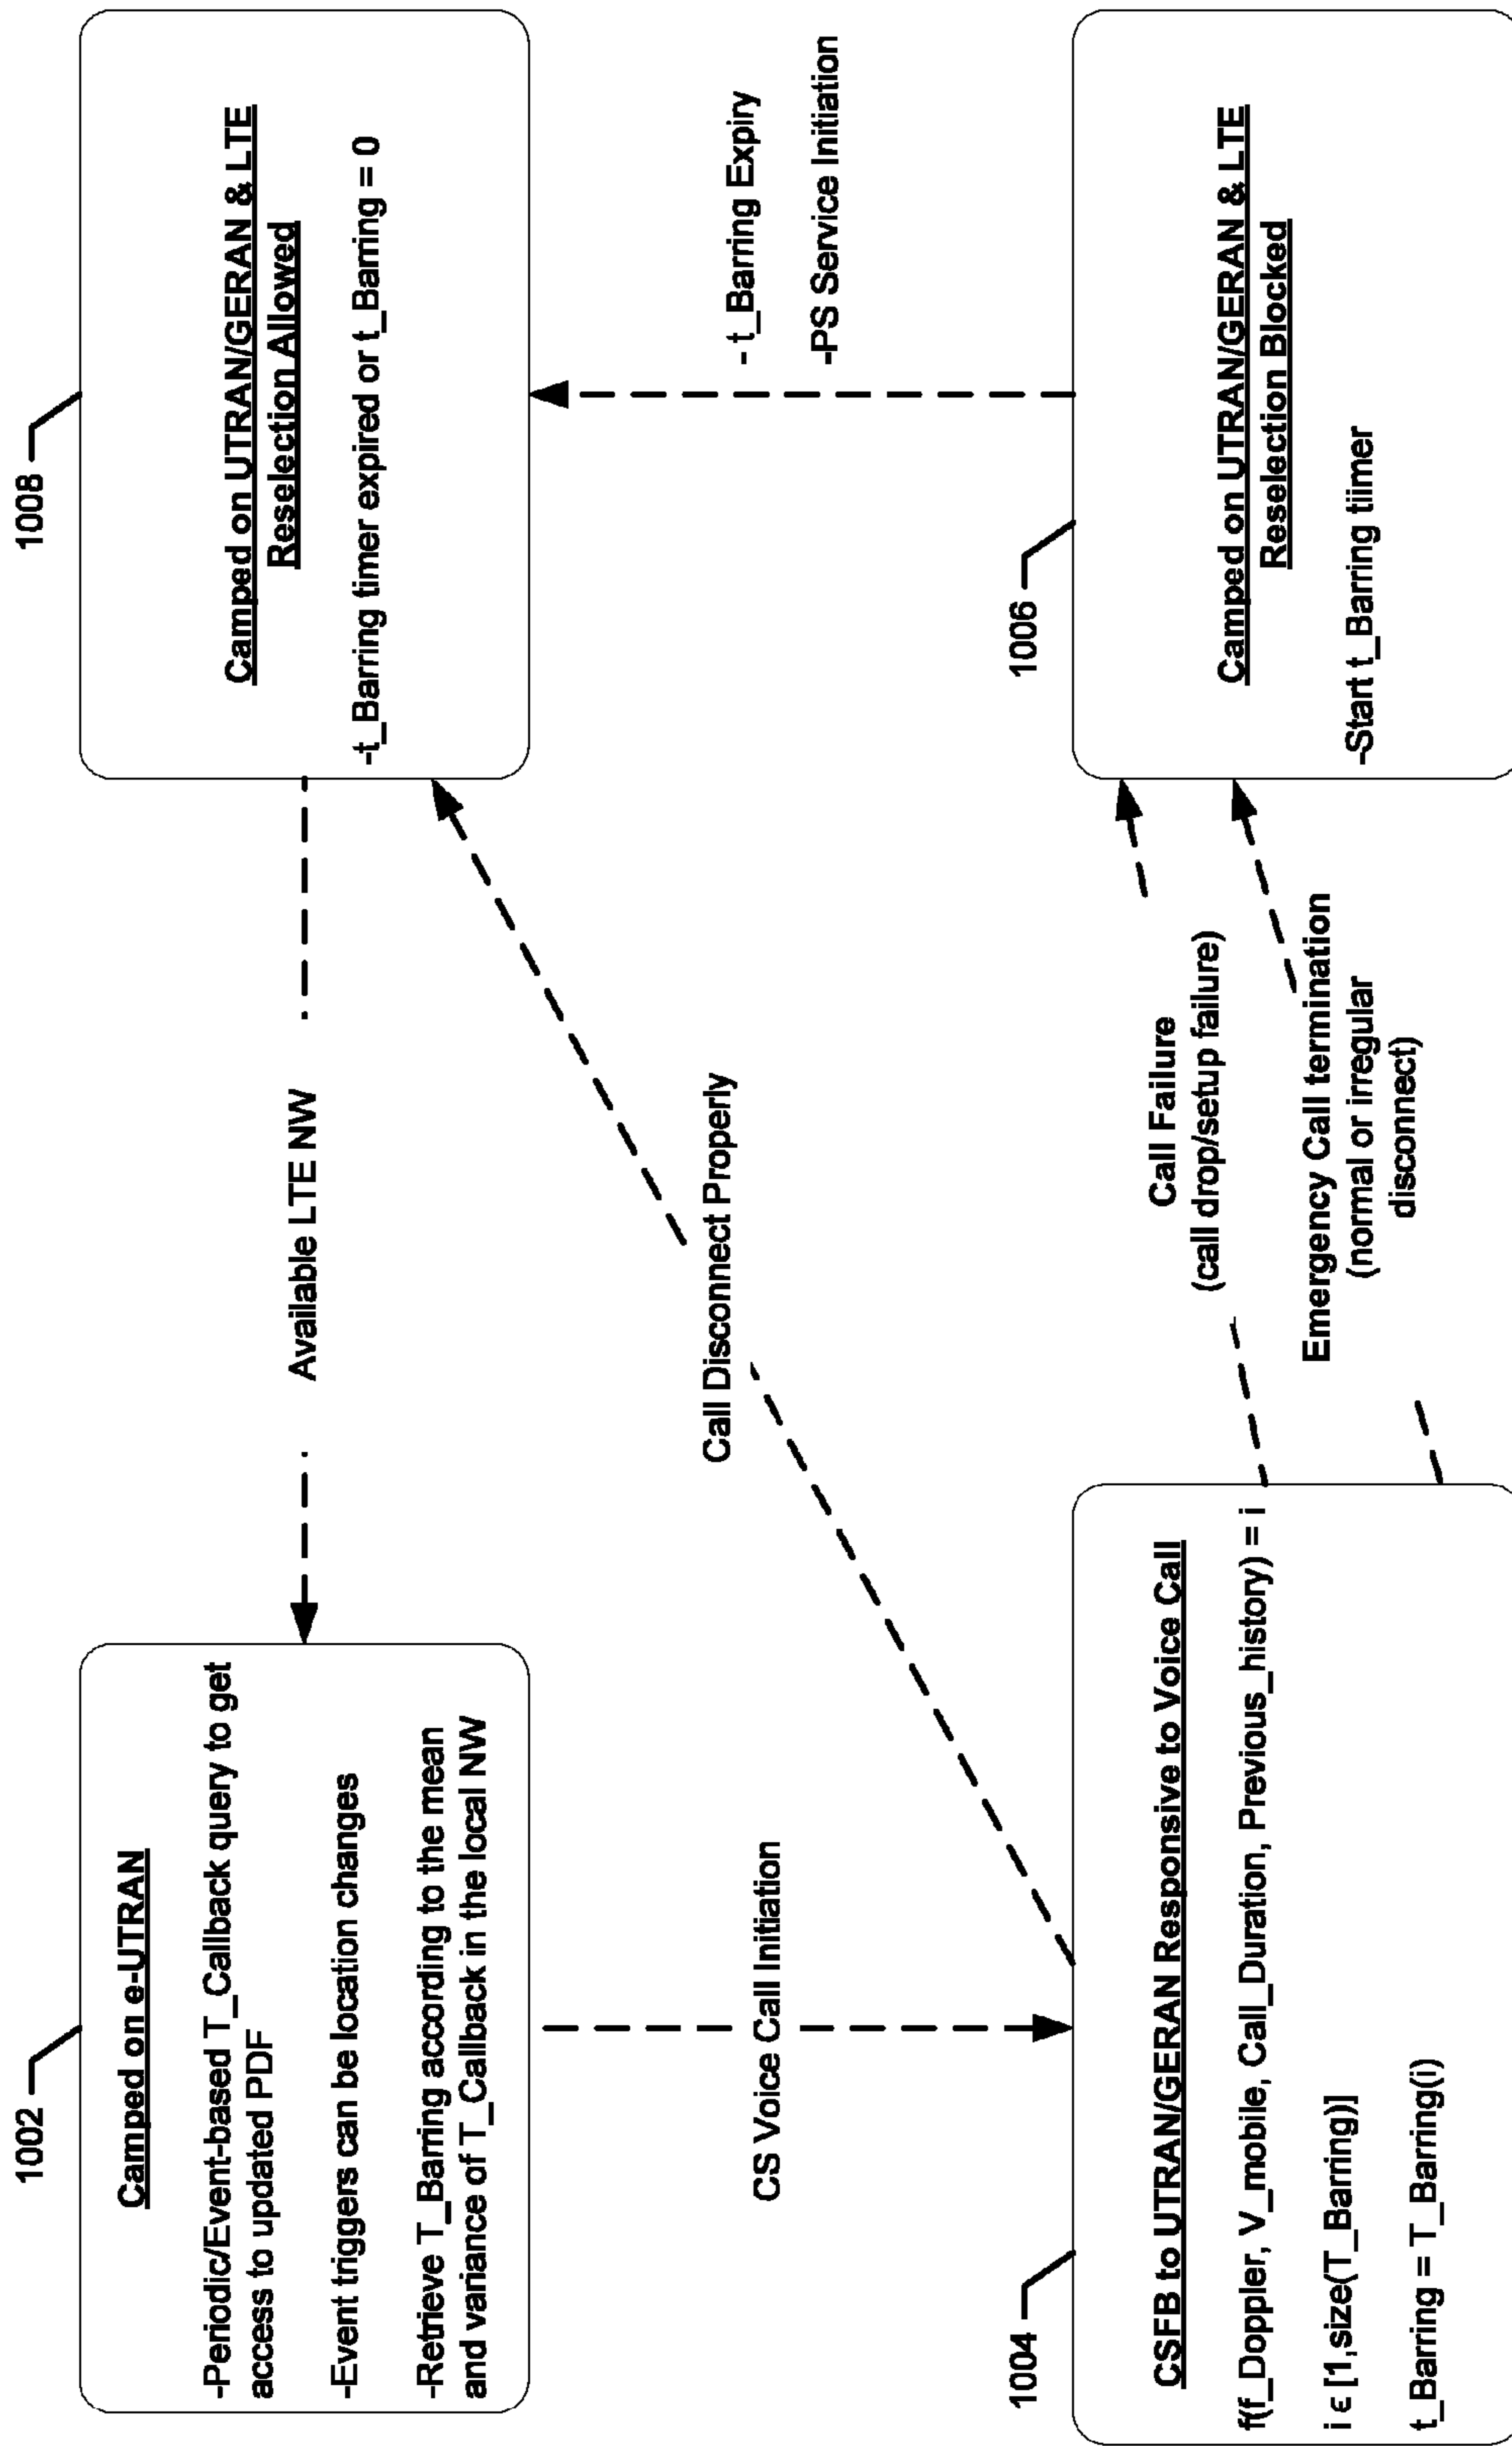 1002
Camped on e-UTRAN
-Periodic/Event-based T_Callback query to get
access to updated PDF
-Event triggers can be location changes
-Retrieve T_Barring according to the mean
and variance of T_Callback in the local NW
Available LTE NW
1008
Camped on UTRAN/GERAN & LTE
Reselection Allowed
-t_Barring timer expired or t_Barring = 0
CS Voice Call Initiation
Call Disconnect Properly
- t_Barring Expiry
-PS Service Initiation
1004
CSFB to UTRAN/GERAN Responsive to Voice Call
f(f_Doppler, V_mobile, Call_Duration, Previous_history) = i
i ϵ [1,size(T_Barring)]
t_Barring = T_Barring(i)
Call Failure
(call drop/setup failure)
Emergency Call termination
(normal or irregular
disconnect)
1006
Camped on UTRAN/GERAN & LTE
Reselection Blocked
-Start t_Barring tiimer